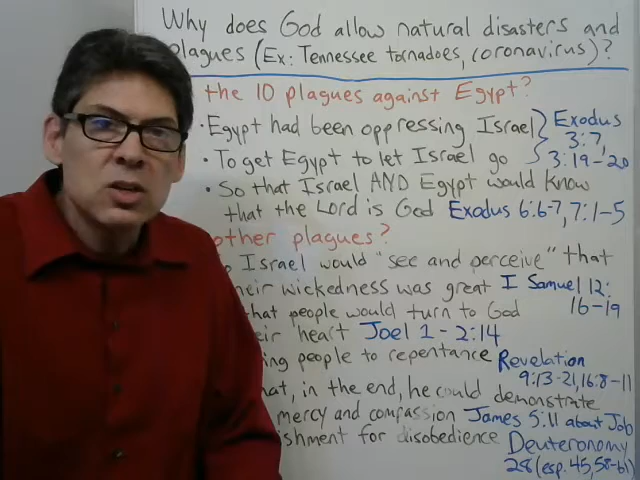 Why does God allow natural disasters and
plagues (Ex: Tennessee tornadoes, coronavirus)?
the 10 plagues against Egypt?
• Egypt had been oppressing Israel } Exodus 3:7,
• To get Egypt to let Israel go } 3:19-20
• So that Israel AND Egypt would know
that the Lord is God Exodus 6:6-7, 7:1-5
other plagues?
Israel would "see and perceive" that
their wickedness was great I Samuel 12:
16-19
that people would turn to God
heart Joel 1-2:14
people to repentance Revelation
9:13-21, 16:8-11
that, in the end, he could demonstrate
mercy and compassion James 5:11 about Job
for disobedience Deuteronomy
28 (esp. 45, 58-61)